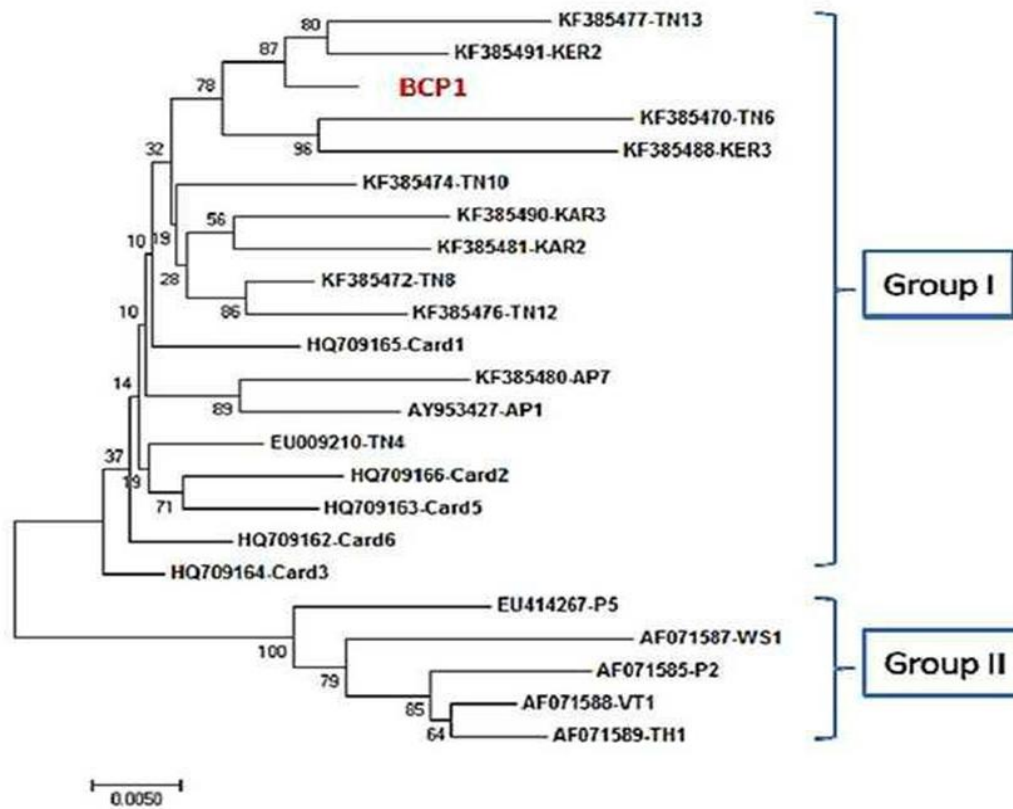 80
KF385477-TN13
87
KF385491-KER2
78
BCP1
KF385470-TN6
96
KF385488-KER3
32
KF385474-TN10
56
KF385490-KAR3
10
19
KF385481-KAR2
28
KF385472-TN8
Group I
10
86
KF385476-TN12
HQ709165-Card1
14
KF385480-AP7
89
AY953427-AP1
EU009210-TN4
37
19
HQ709166-Card2
71
HQ709163-Card5
HQ709162-Card6
HQ709164-Card3
EU414267-P5
100
AF071587-WS1
79
AF071585-P2
Group II
85
AF071588-VT1
64
AF071589-TH1
0.0050